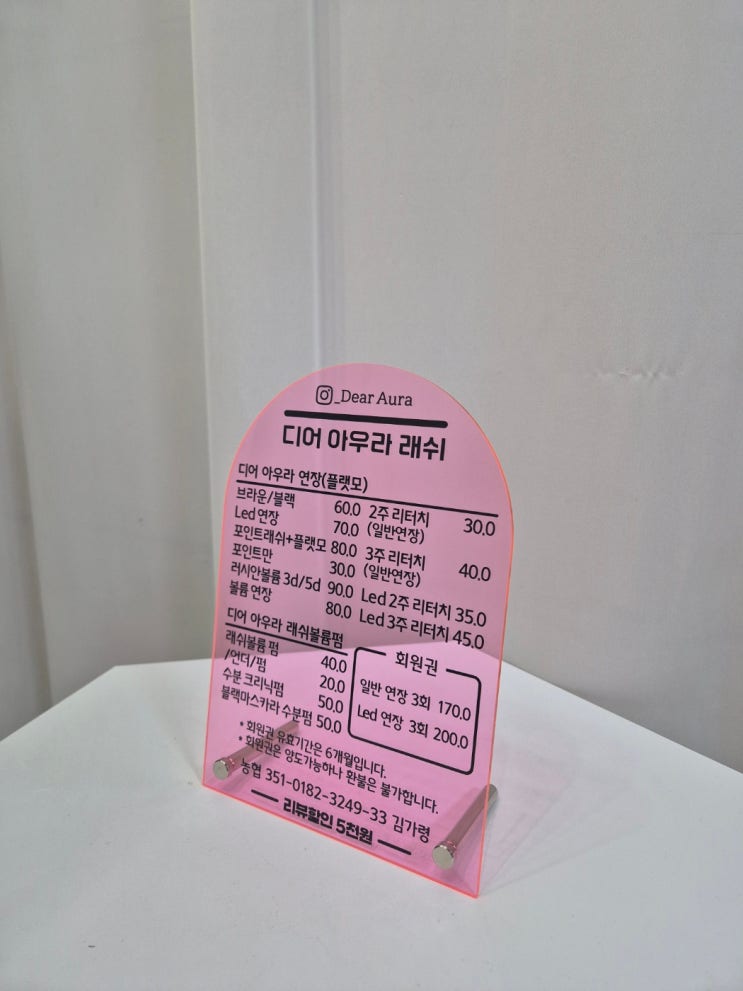 _Dear Aura
디어 아우라 래쉬
디어 아우라 연장(플랫모)
브라운/블랙 60.0
Led 연장 70.0
포인트래쉬+플랫모 80.0
포인트만 30.0
러시안볼륨 3d/5d 90.0
볼륨 연장 80.0
2주 리터치 30.0
(일반연장)
3주 리터치 40.0
(일반연장)
Led 2주 리터치 35.0
Led 3주 리터치 45.0
디어 아우라 래쉬볼륨펌
래쉬볼륨 펌 40.0
/언더/펌 20.0
수분 크리닉펌 50.0
블랙마스카라 수분펌 50.0
회원권
일반 연장 3회 170.0
Led 연장 3회 200.0
* 회원권 유효기간은 6개월입니다.
* 회원권은 양도가능하나 환불은 불가합니다.
농협 351-0182-3249-33 김가령
리뷰할인 5천원